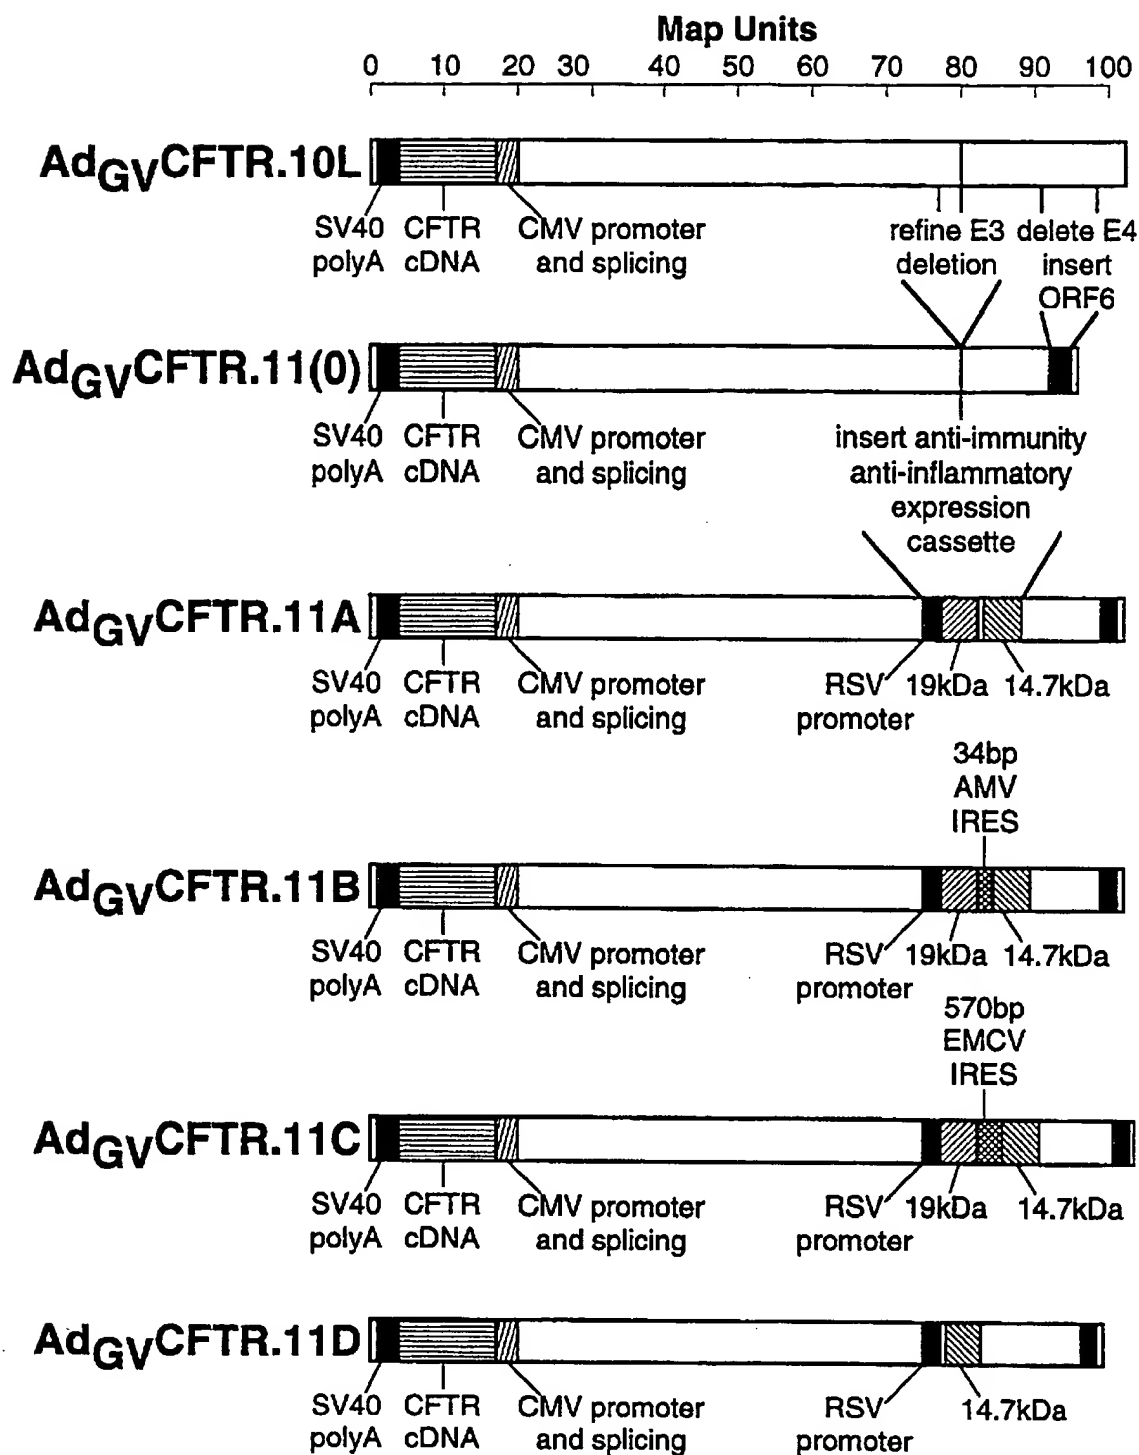 Map Units
0 10 20 30 40 50 60 70 80 90 100
AdGVCFTR.10L
SV40 CFTR CMV promoter refine E3 delete E4
polyA cDNA and splicing deletion insert
ORF6
AdGVCFTR.11(0)
SV40 CFTR CMV promoter insert anti-immunity
polyA cDNA and splicing anti-inflammatory
expression
cassette
AdGVCFTR.11A
SV40 CFTR CMV promoter RSV 19kDa 14.7kDa
polyA cDNA and splicing promoter
34bp
AMV
IRES
AdGVCFTR.11B
SV40 CFTR CMV promoter RSV 19kDa 14.7kDa
polyA cDNA and splicing promoter
570bp
EMCV
IRES
AdGVCFTR.11C
SV40 CFTR CMV promoter RSV 19kDa 14.7kDa
polyA cDNA and splicing promoter
AdGVCFTR.11D
SV40 CFTR CMV promoter RSV 14.7kDa
polyA cDNA and splicing promoter